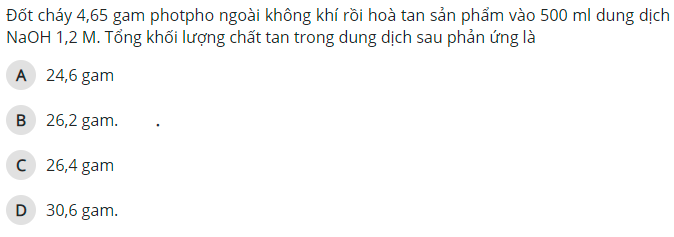 Đốt cháy 4,65 gam photpho ngoài không khí rồi hoà tan sản phẩm vào 500 ml dung dịch
NaOH 1,2 M. Tổng khối lượng chất tan trong dung dịch sau phản ứng là
A 24,6 gam
B 26,2 gam. .
C 26,4 gam
D 30,6 gam.